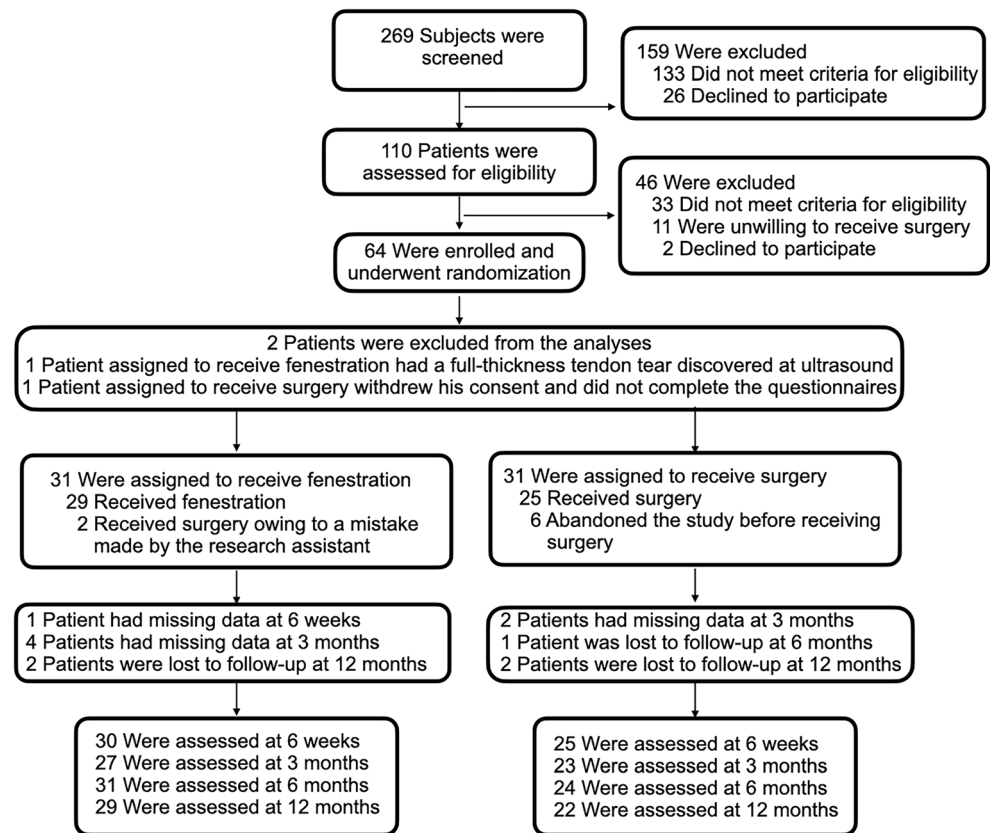 269 Subjects were
screened
159 Were excluded
133 Did not meet criteria for eligibility
26 Declined to participate
110 Patients were
assessed for eligibility
46 Were excluded
33 Did not meet criteria for eligibility
11 Were unwilling to receive surgery
2 Declined to participate
64 Were enrolled and
underwent randomization
2 Patients were excluded from the analyses
1 Patient assigned to receive fenestration had a full-thickness tendon tear discovered at ultrasound
1 Patient assigned to receive surgery withdrew his consent and did not complete the questionnaires
31 Were assigned to receive fenestration
29 Received fenestration
2 Received surgery owing to a mistake
made by the research assistant
31 Were assigned to receive surgery
25 Received surgery
6 Abandoned the study before receiving
surgery
1 Patient had missing data at 6 weeks
4 Patients had missing data at 3 months
2 Patients were lost to follow-up at 12 months
2 Patients had missing data at 3 months
1 Patient was lost to follow-up at 6 months
2 Patients were lost to follow-up at 12 months
30 Were assessed at 6 weeks
27 Were assessed at 3 months
31 Were assessed at 6 months
29 Were assessed at 12 months
25 Were assessed at 6 weeks
23 Were assessed at 3 months
24 Were assessed at 6 months
22 Were assessed at 12 months